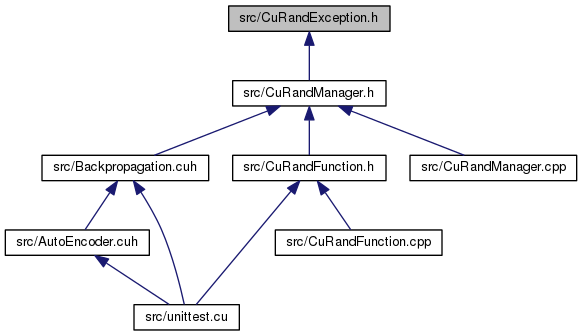 src/CuRandException.h
src/CuRandManager.h
src/Backpropagation.cuh
src/CuRandFunction.h
src/CuRandManager.cpp
src/AutoEncoder.cuh
src/CuRandFunction.cpp
src/unittest.cu